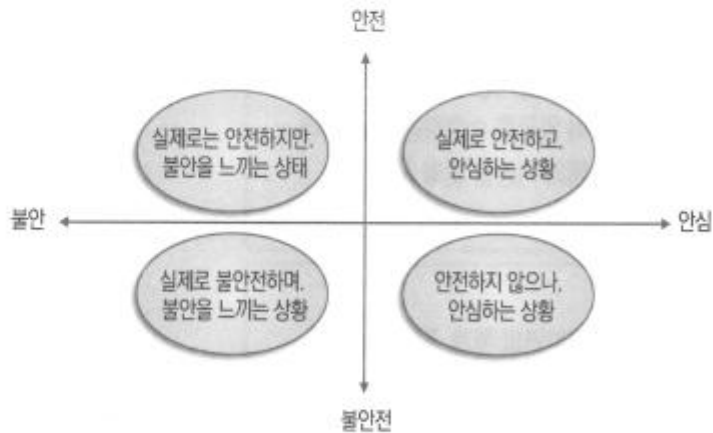 안전
실제로는 안전하지만,
불안을 느끼는 상태
실제로 안전하고,
안심하는 상황
불안
안심
실제로 불안전하며,
불안을 느끼는 상황
안전하지 않으나,
안심하는 상황
불안전